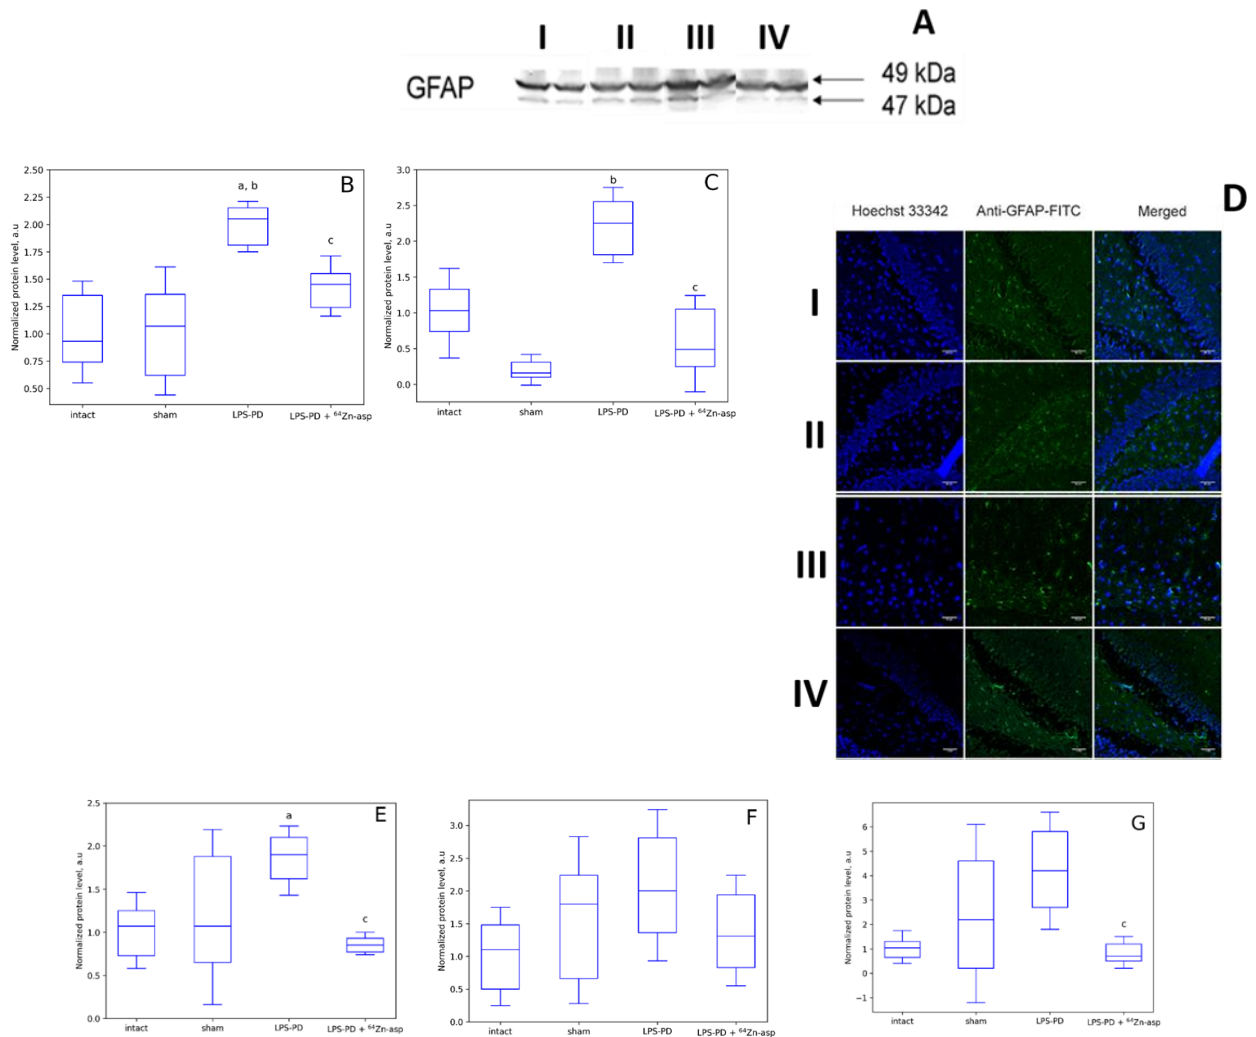 A
I II III IV
GFAP
49 kDa
47 kDa
B
Normalized protein level, a.u
2.50
2.25
2.00
1.75
1.50
1.25
1.00
0.75
0.50
a, b
c
intact sham LPS-PD LPS-PD + ⁶⁴Zn-asp
C
Normalized protein level, a.u
3.0
2.5
2.0
1.5
1.0
0.5
0.0
b
c
intact sham LPS-PD LPS-PD + ⁶⁴Zn-asp
D
Hoechst 33342 Anti-GFAP-FITC Merged
I
II
III
IV
E
Normalized protein level, a.u
2.5
2.0
1.5
1.0
0.5
0.0
a
c
intact sham LPS-PD LPS-PD + ⁶⁴Zn-asp
F
Normalized protein level, a.u
3.0
2.5
2.0
1.5
1.0
0.5
0.0
intact sham LPS-PD LPS-PD + ⁶⁴Zn-asp
G
Normalized protein level, a.u
6
5
4
3
2
1
0
−1
c
intact sham LPS-PD LPS-PD + ⁶⁴Zn-asp